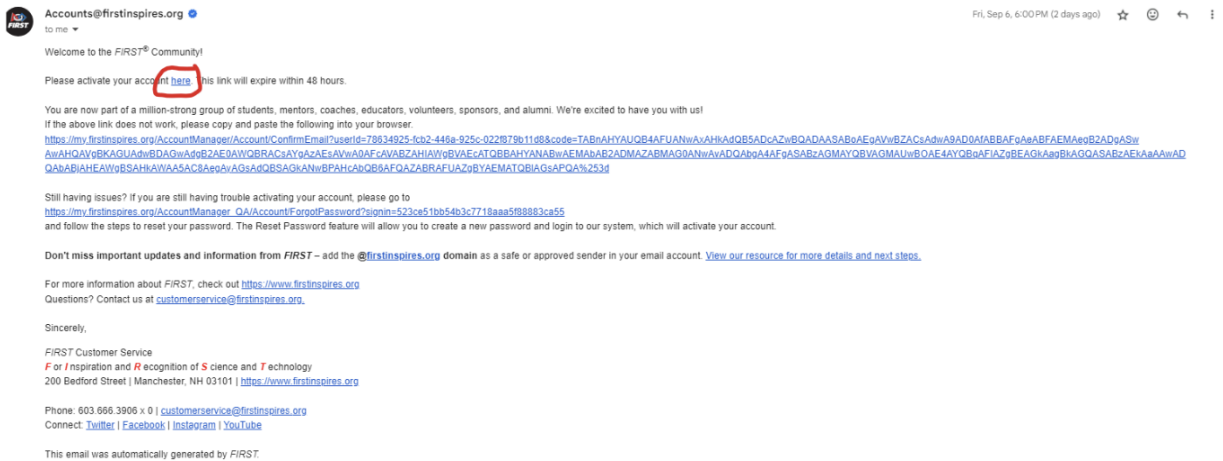 FIRST
Accounts@firstinspires.org
Fri, Sep 6, 6:00 PM (2 days ago)
to me
Welcome to the FIRST® Community!
Please activate your account here. This link will expire within 48 hours.
You are now part of a million-strong group of students, mentors, coaches, educators, volunteers, sponsors, and alumni. We're excited to have you with us!
If the above link does not work, please copy and paste the following into your browser.
Still having issues? If you are still having trouble activating your account, please go to
https://my.firstinspires.org/AccountManager_QA/Account/ForgotPassword?signin=523ce51bb54b3c7718aaa5f88883ca55
and follow the steps to reset your password. The Reset Password feature will allow you to create a new password and login to our system, which will activate your account.
Don't miss important updates and information from FIRST – add the @firstinspires.org domain as a safe or approved sender in your email account. View our resource for more details and next steps.
For more information about FIRST, check out https://www.firstinspires.org
Questions? Contact us at customerservice@firstinspires.org.
Sincerely,
FIRST Customer Service
F or I nspiration and R ecognition of S cience and T echnology
200 Bedford Street | Manchester, NH 03101 | https://www.firstinspires.org
Phone: 603.666.3906 x 0 | customerservice@firstinspires.org
Connect: Twitter | Facebook | Instagram | YouTube
This email was automatically generated by FIRST.